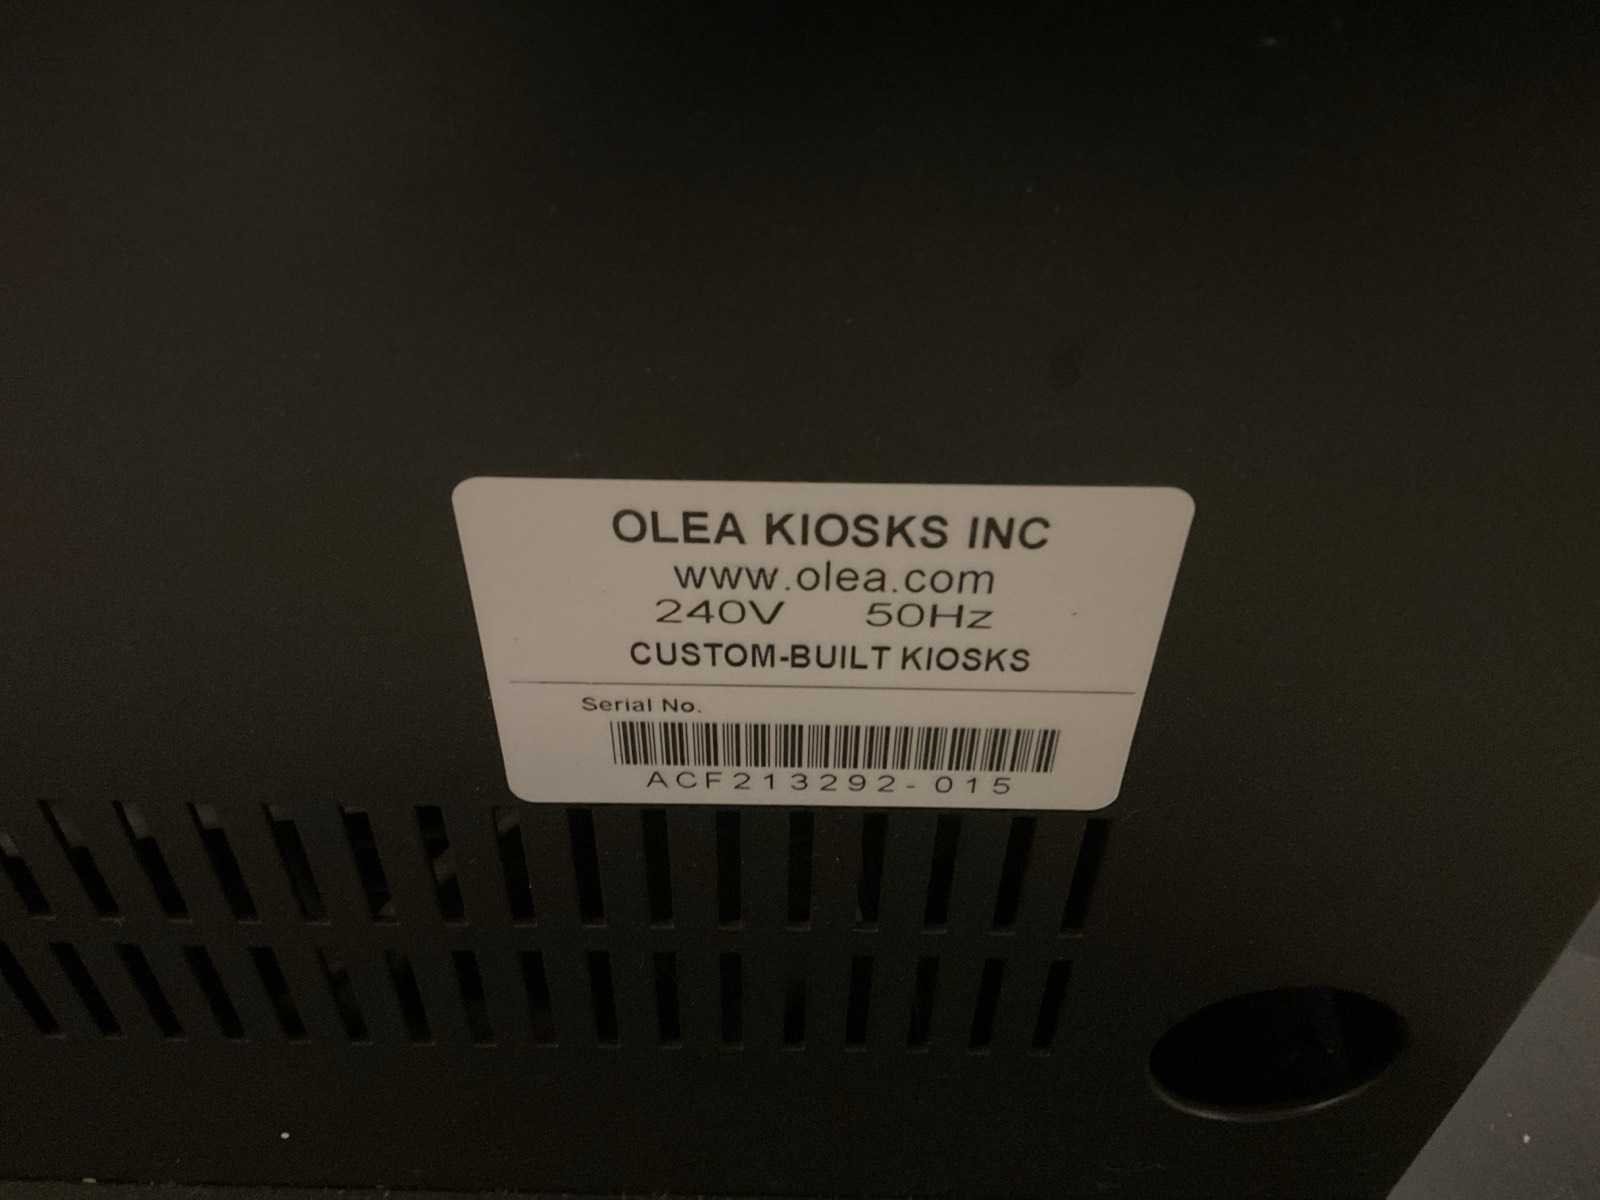 OLEA KIOSKS INC
www.olea.com
240V 50Hz
CUSTOM-BUILT KIOSKS
Serial No.
ACF213292-015